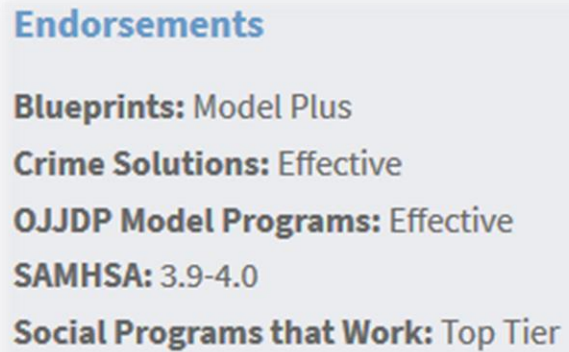 Endorsements
Blueprints: Model Plus
Crime Solutions: Effective
OJJDP Model Programs: Effective
SAMHSA: 3.9-4.0
Social Programs that Work: Top Tier